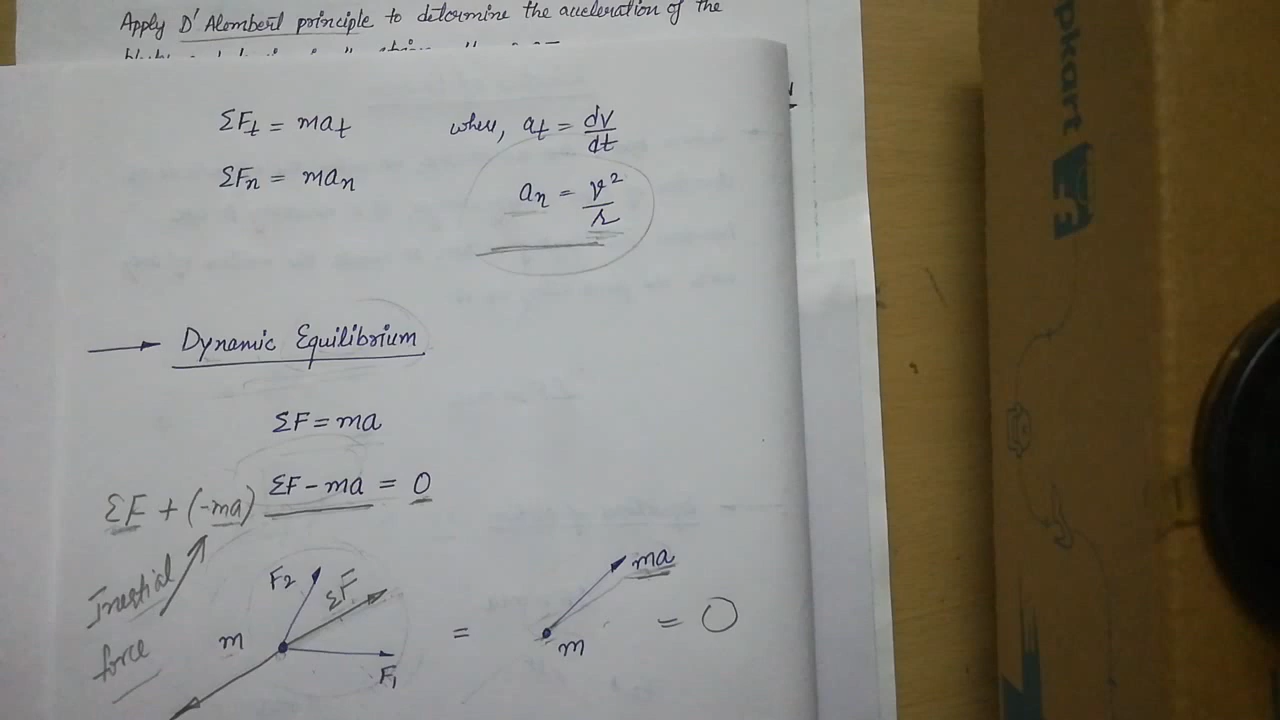 Apply D' Alembert principle to determine the acceleration of the
ΣFt = mat where, at = dv/dt
ΣFn = man an = v²/r
Dynamic Equilibrium
ΣF = ma
ΣF + (-ma) ΣF - ma = 0
Inertial force
F2 ΣF ma
m = m = 0
F1
pkart